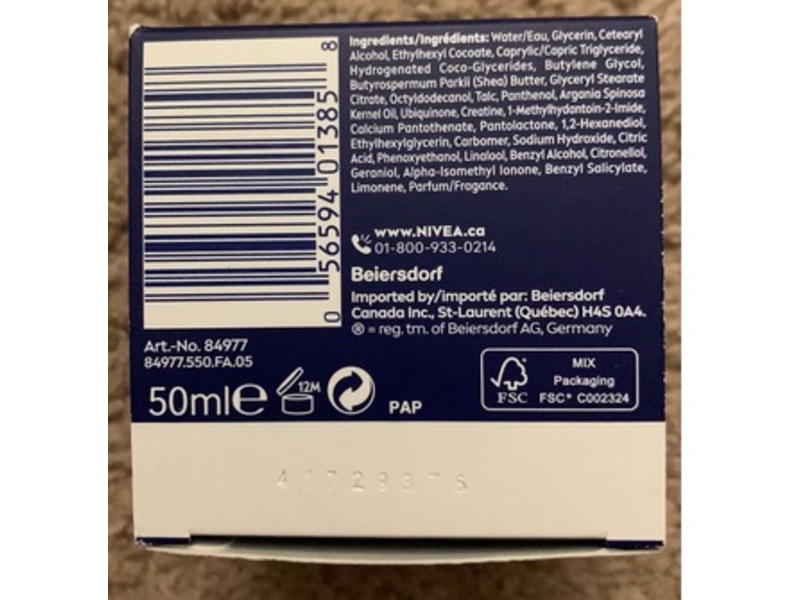 Ingredients/Ingrédients: Water/Eau, Glycerin, Cetearyl
Alcohol, Ethylhexyl Cocoate, Caprylic/Capric Triglyceride,
Hydrogenated Coco-Glycerides, Butylene Glycol,
Butyrospermum Parkii (Shea) Butter, Glyceryl Stearate
Citrate, Octyldodecanol, Talc, Panthenol, Argania Spinosa
Kernel Oil, Ubiquinone, Creatine, 1-Methylhydantoin-2-Imide,
Calcium Pantothenate, Pantolactone, 1,2-Hexanediol,
Ethylhexylglycerin, Carbomer, Sodium Hydroxide, Citric
Acid, Phenoxyethanol, Linalool, Benzyl Alcohol, Citronellol,
Geraniol, Alpha-Isomethyl Ionone, Benzyl Salicylate,
Limonene, Parfum/Fragance.
0 56594 01385 8
www.NIVEA.ca
01-800-933-0214
Beiersdorf
Imported by/importé par: Beiersdorf
Canada Inc., St-Laurent (Québec) H4S 0A4.
® = reg. tm. of Beiersdorf AG, Germany
Art.-No. 84977
84977.550.FA.05
50ml e
12M
PAP
FSC
MIX
Packaging
FSC® C002324